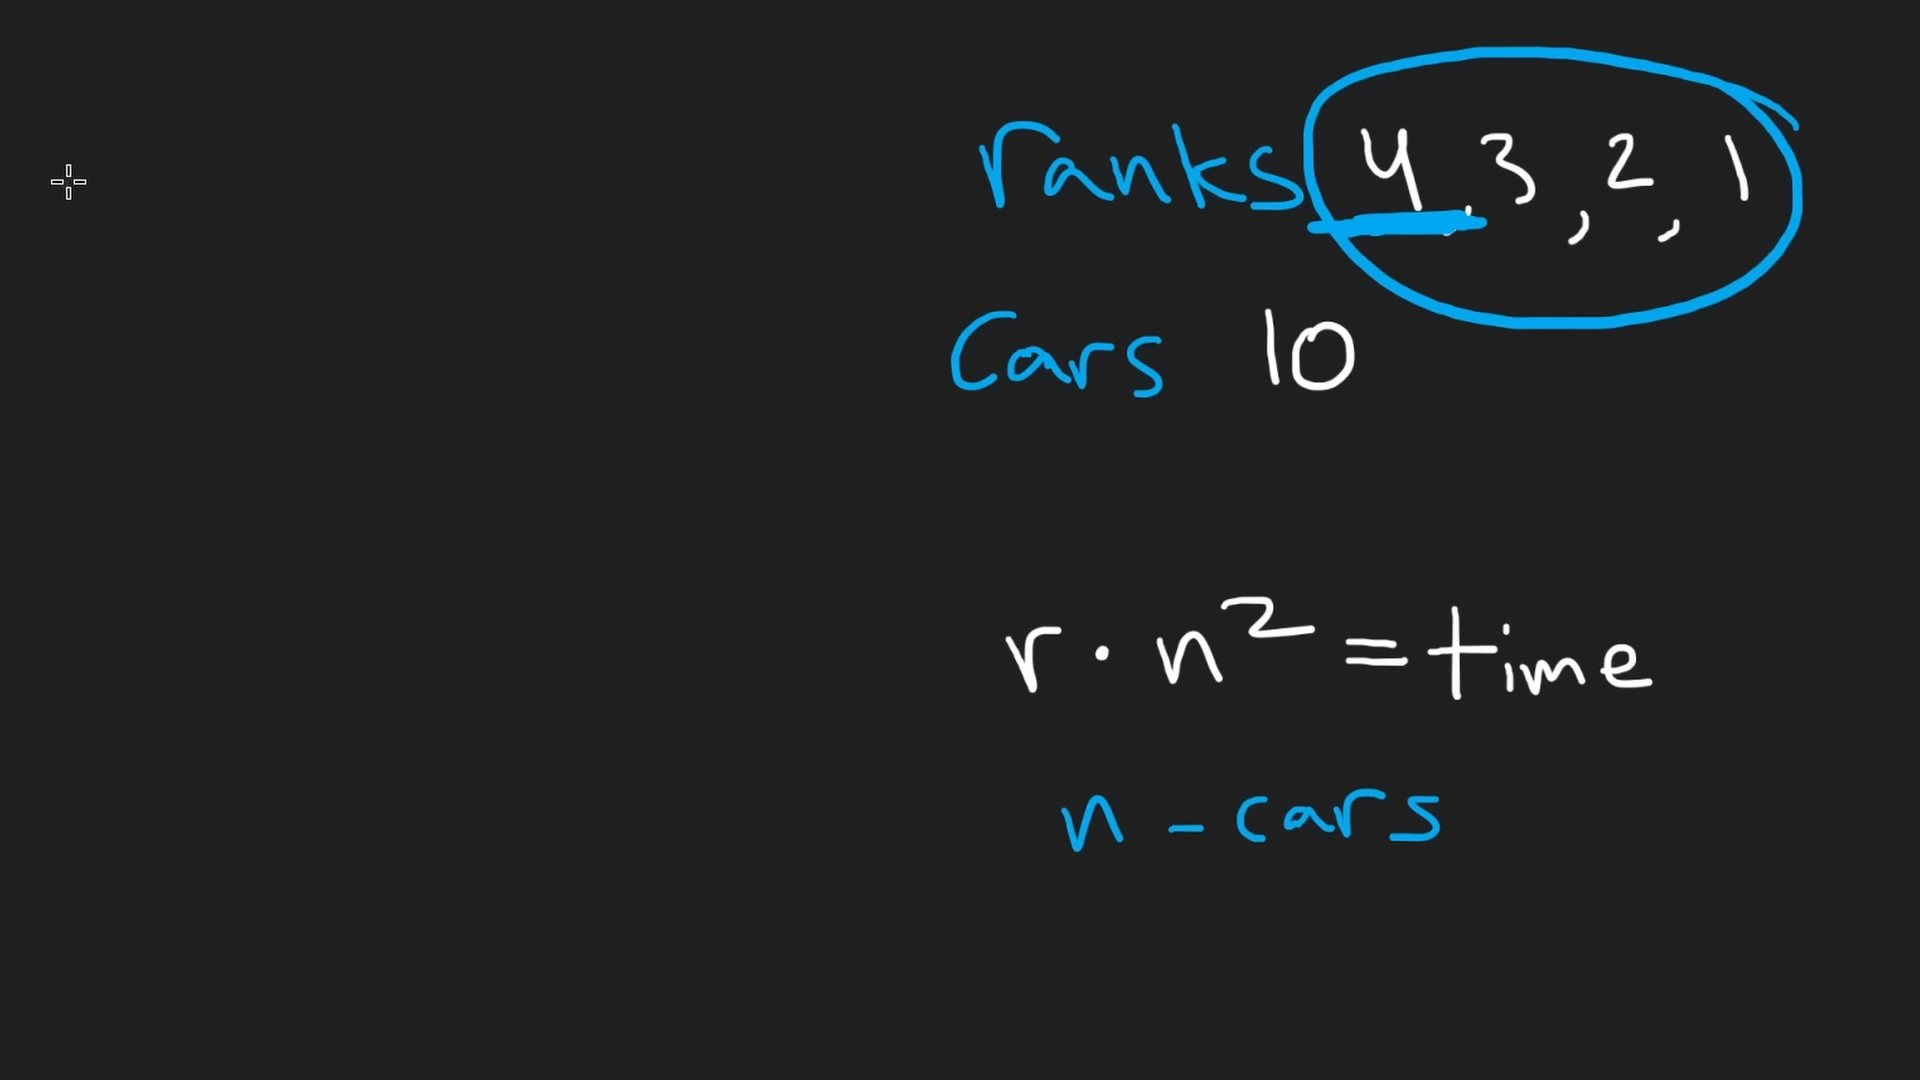 ranks 4, 3, 2, 1
Cars 10
r · n² = time
n - cars